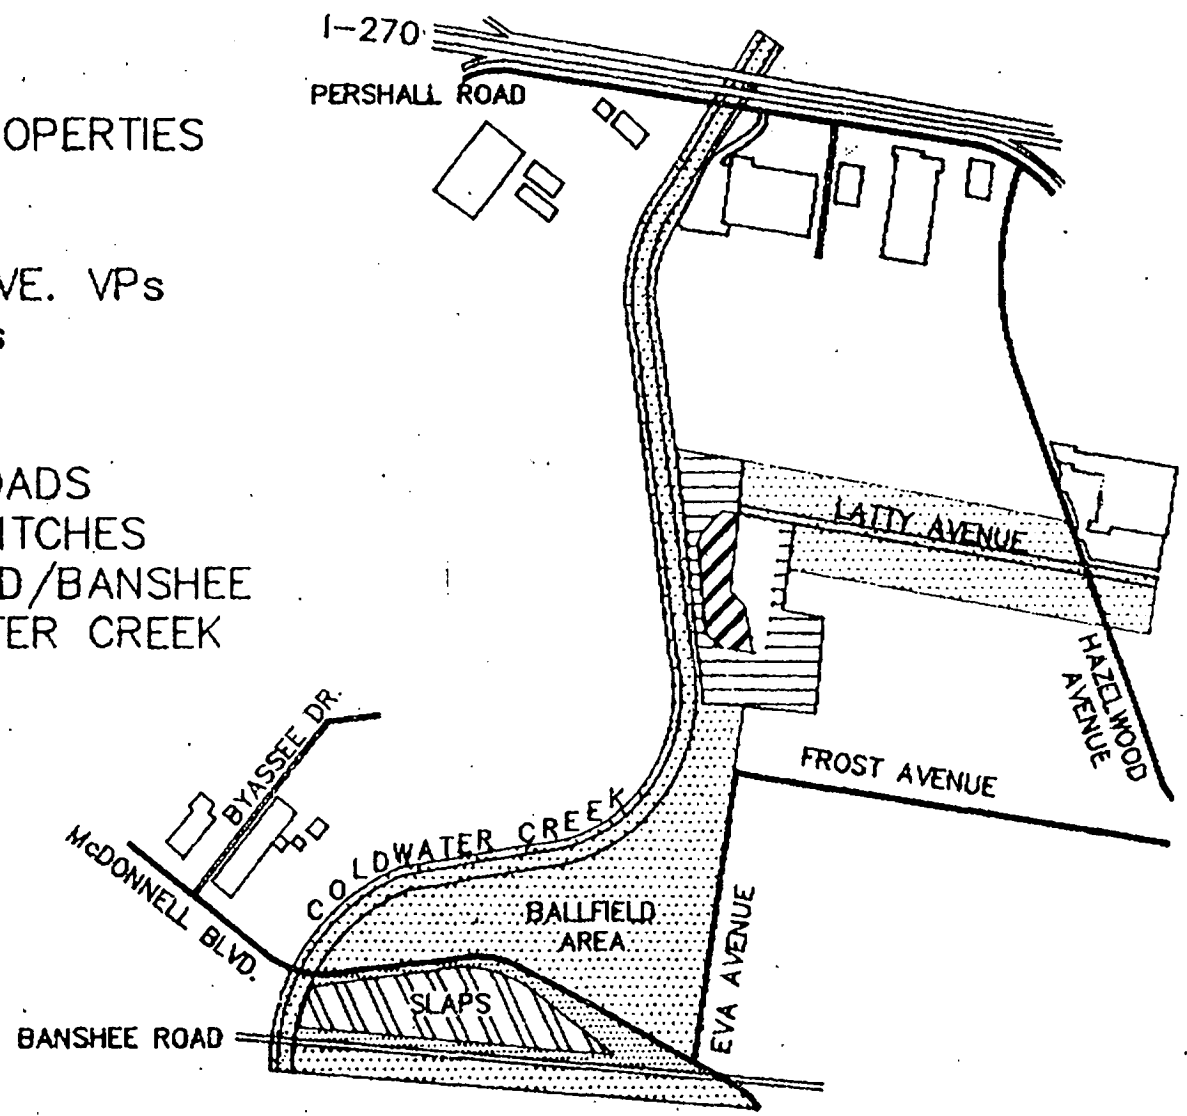 I-270
PERSHALL ROAD
OPERTIES
VE. VPs
s
OADS
ITCHES
D/BANSHEE
TER CREEK
LATTY AVENUE
HAZELWOOD
AVENUE
BYASSEE DR.
FROST AVENUE
McDONNELL BLVD.
COLDWATER CREEK
BALLFIELD
AREA
EVA AVENUE
SLAPS
BANSHEE ROAD